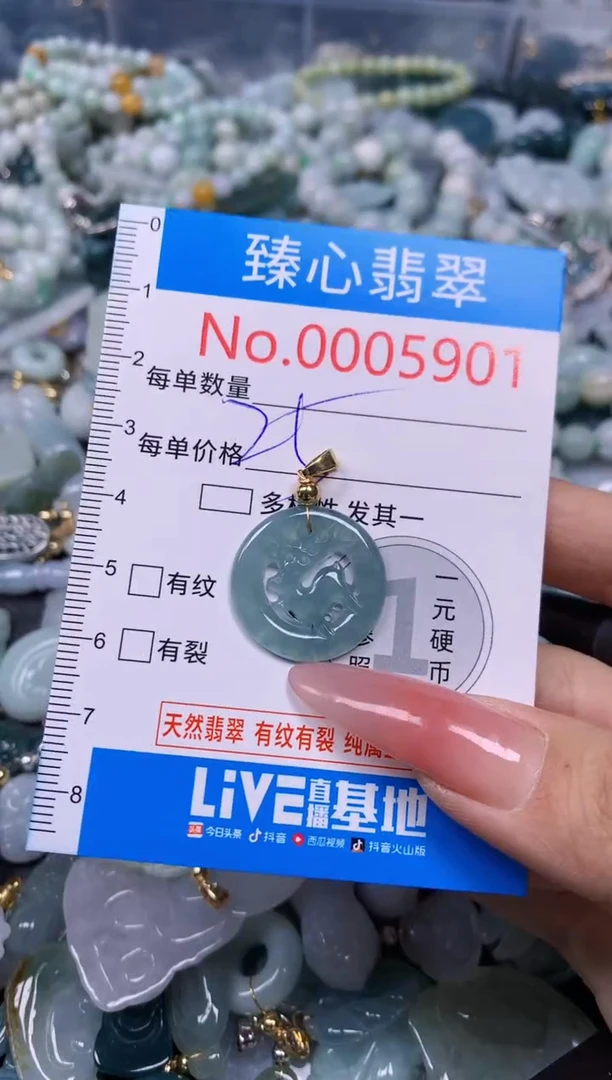 0
臻心翡翠
1
No.0005901
2
每单数量
3
每单价格
4
发其一
5
有纹
一元硬币
1
6
有裂
7
天然翡翠 有纹有裂
8
LiVE直播基地
今日头条 抖音 西瓜视频 抖音火山版